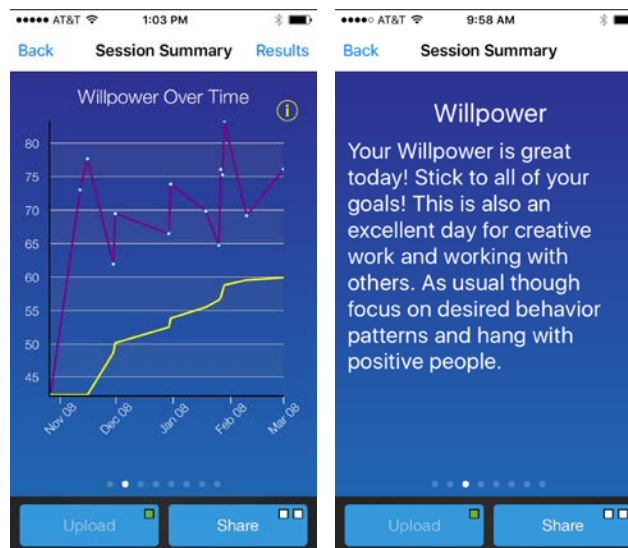 AT&T 1:03 PM
Back Session Summary Results
Willpower Over Time
i
80
75
70
65
60
55
50
45
Nov 08 Dec 08 Jan 08 Feb 08 Mar 08
Upload Share
AT&T 9:58 AM
Back Session Summary
Willpower
Your Willpower is great
today! Stick to all of your
goals! This is also an
excellent day for creative
work and working with
others. As usual though
focus on desired behavior
patterns and hang with
positive people.
Upload Share